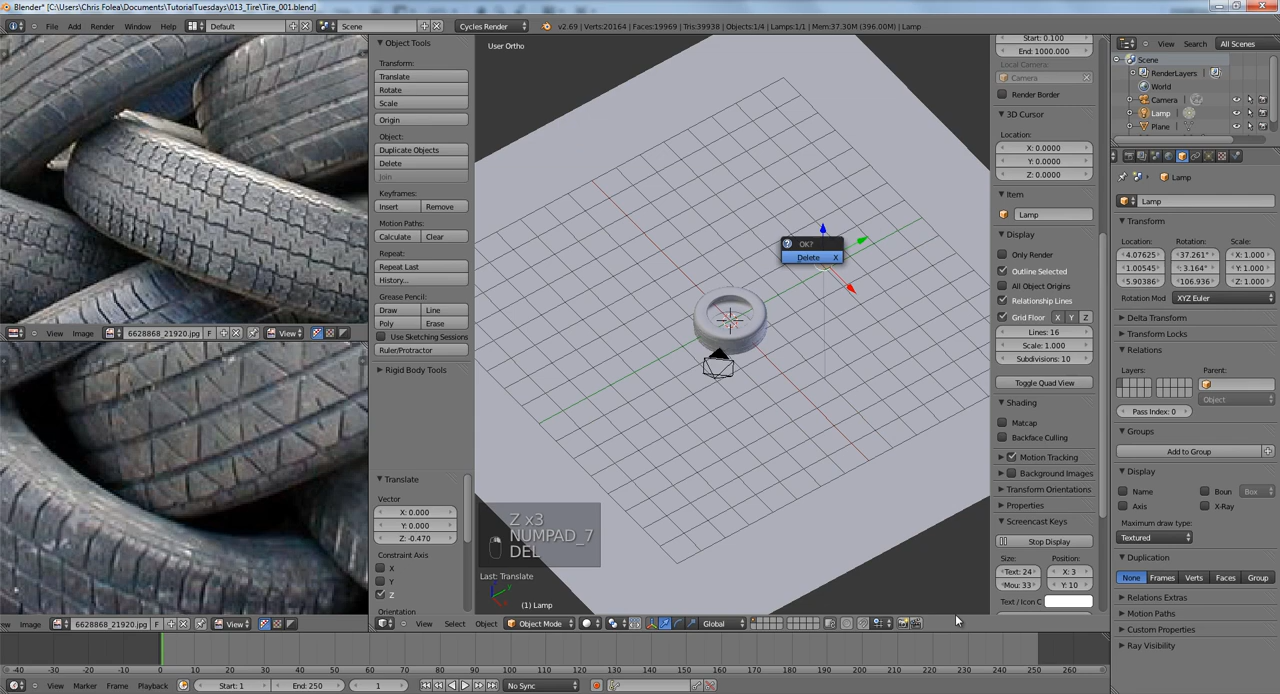 Blender* [C:\Users\Chris Folea\Documents\TutorialTuesdays\013_Tire\Tire_001.blend]
File Add Render Window Help Default Scene Cycles Render v2.69 | Verts:20164 | Faces:19969 | Tris:39938 | Objects:1/4 | Lamps:1/1 | Mem:37.30M (396.00M) | Lamp
View Image 6628868_21920.jpg F View
Image 6628868_21920.jpg View
Object Tools
Transform:
Translate
Rotate
Scale
Origin
Object:
Duplicate Objects
Delete
Join
Keyframes:
Insert Remove
Motion Paths:
Calculate Clear
Repeat:
Repeat Last
History...
Grease Pencil:
Draw Line
Poly Erase
Use Sketching Sessions
Ruler/Protractor
Rigid Body Tools
Translate
Vector
X: 0.000
Y: 0.000
Z: -0.470
Constraint Axis
X
Y
Z
Orientation
User Ortho
OK?
Delete X
Z x3
NUMPAD_7
DEL
Last: Translate
(1) Lamp
View Select Object Object Mode Global
Start: 0.100
End: 1000.000
Local Camera:
Camera
Render Border
3D Cursor
Location:
X: 0.0000
Y: 0.0000
Z: 0.0000
Item
Lamp
Display
Only Render
Outline Selected
All Object Origins
Relationship Lines
Grid Floor X Y Z
Lines: 16
Scale: 1.000
Subdivisions: 10
Toggle Quad View
Shading
Matcap
Backface Culling
Motion Tracking
Background Images
Transform Orientations
Properties
Screencast Keys
Stop Display
Size: Position:
Text: 24 X: 3
Mou: 33 Y: 10
Text / Icon C
View Search All Scenes
Scene
RenderLayers
World
Camera
Lamp
Plane
Lamp
Lamp
Transform
Location: Rotation: Scale:
4.07625 37.261° X: 1.000
1.00545 3.164° Y: 1.000
5.90386 106.936 Z: 1.000
Rotation Mod XYZ Euler
Delta Transform
Transform Locks
Relations
Layers: Parent:
Object
Pass Index: 0
Groups
Add to Group
Display
Name Boun Box
Axis X-Ray
Maximum draw type:
Textured
Duplication
None Frames Verts Faces Group
Relations Extras
Motion Paths
Custom Properties
Ray Visibility
-40 -30 -20 -10 0 10 20 30 40 50 60 70 80 90 100 110 120 130 140 150 160 170 180 190 200 210 220 230 240 250 260 270 280
View Marker Frame Playback Start: 1 End: 250 1 No Sync